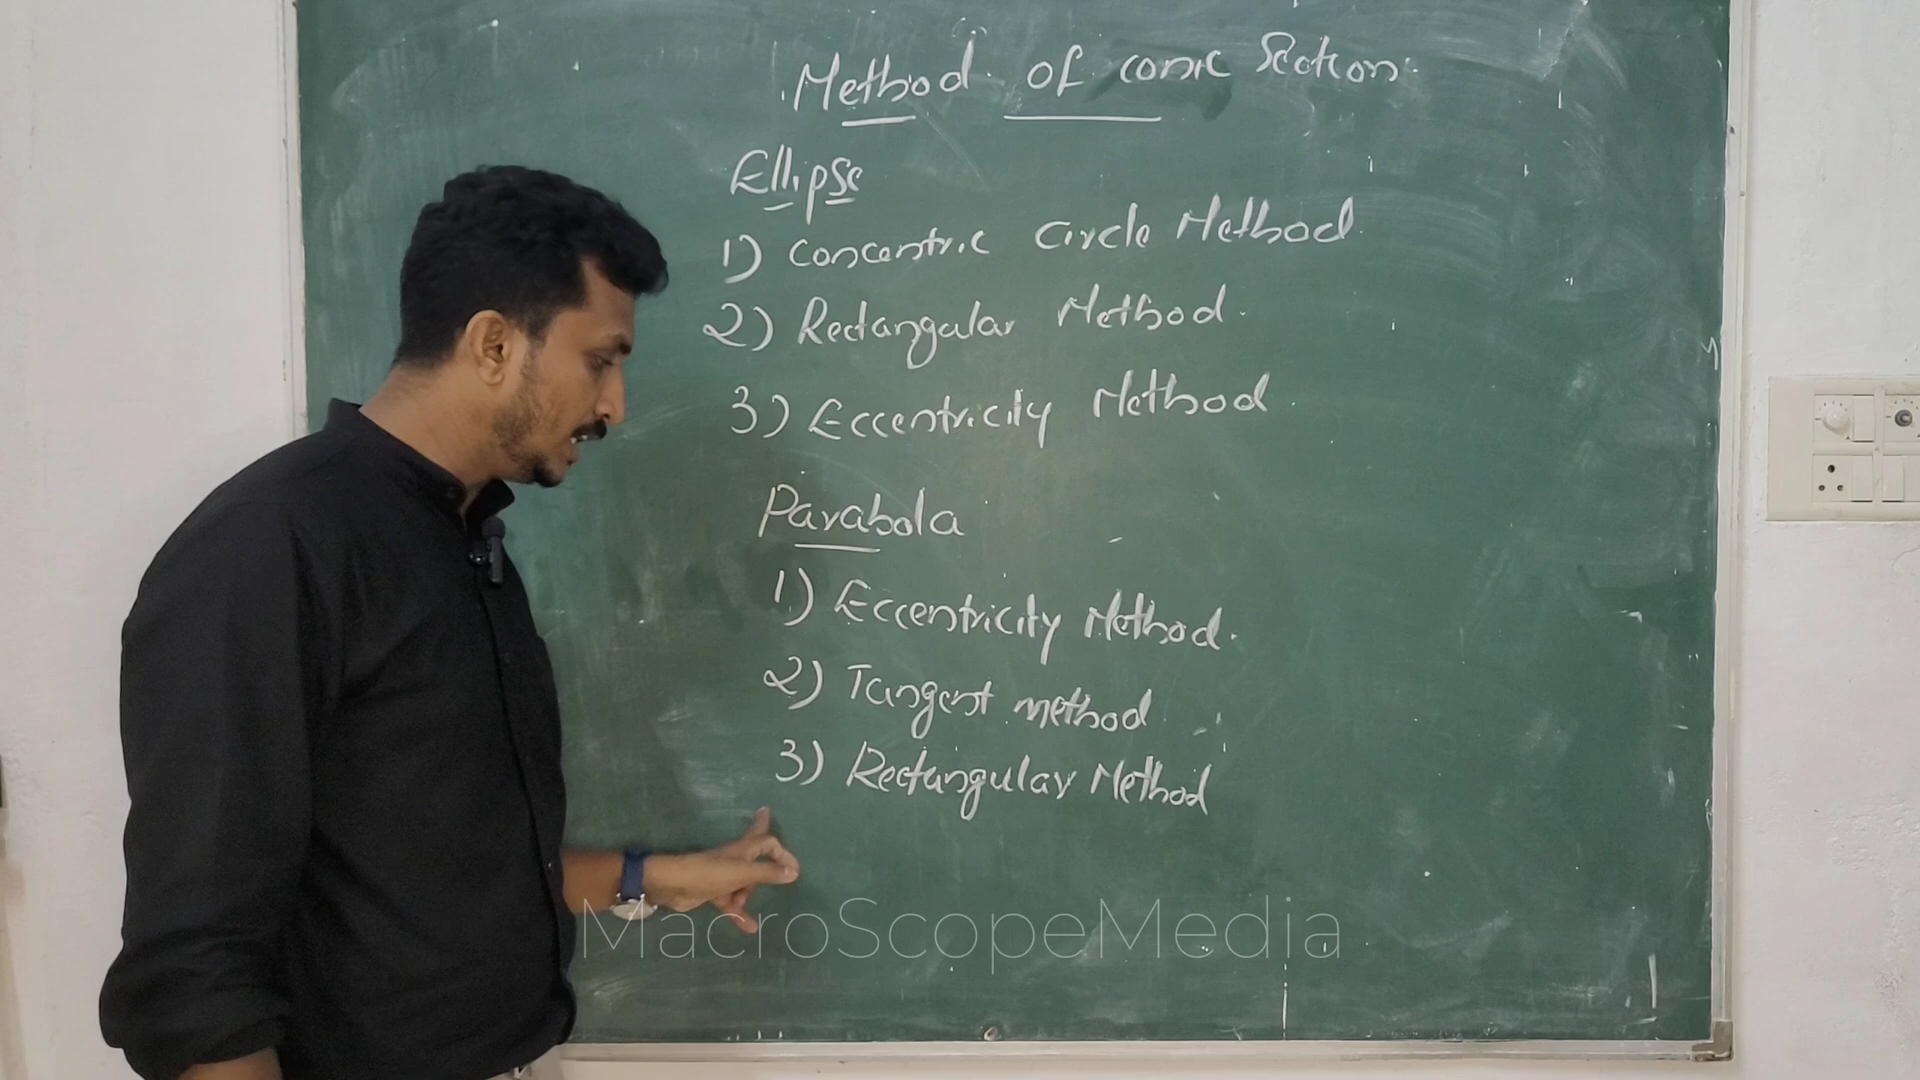 Method of conic Section.
Ellipse
1) Concentric Circle Method.
2) Rectangular Method.
3) Eccentricity Method.
Parabola
1) Eccentricity Method.
2) Tangent method
3) Rectangular Method
MacroScopeMedia